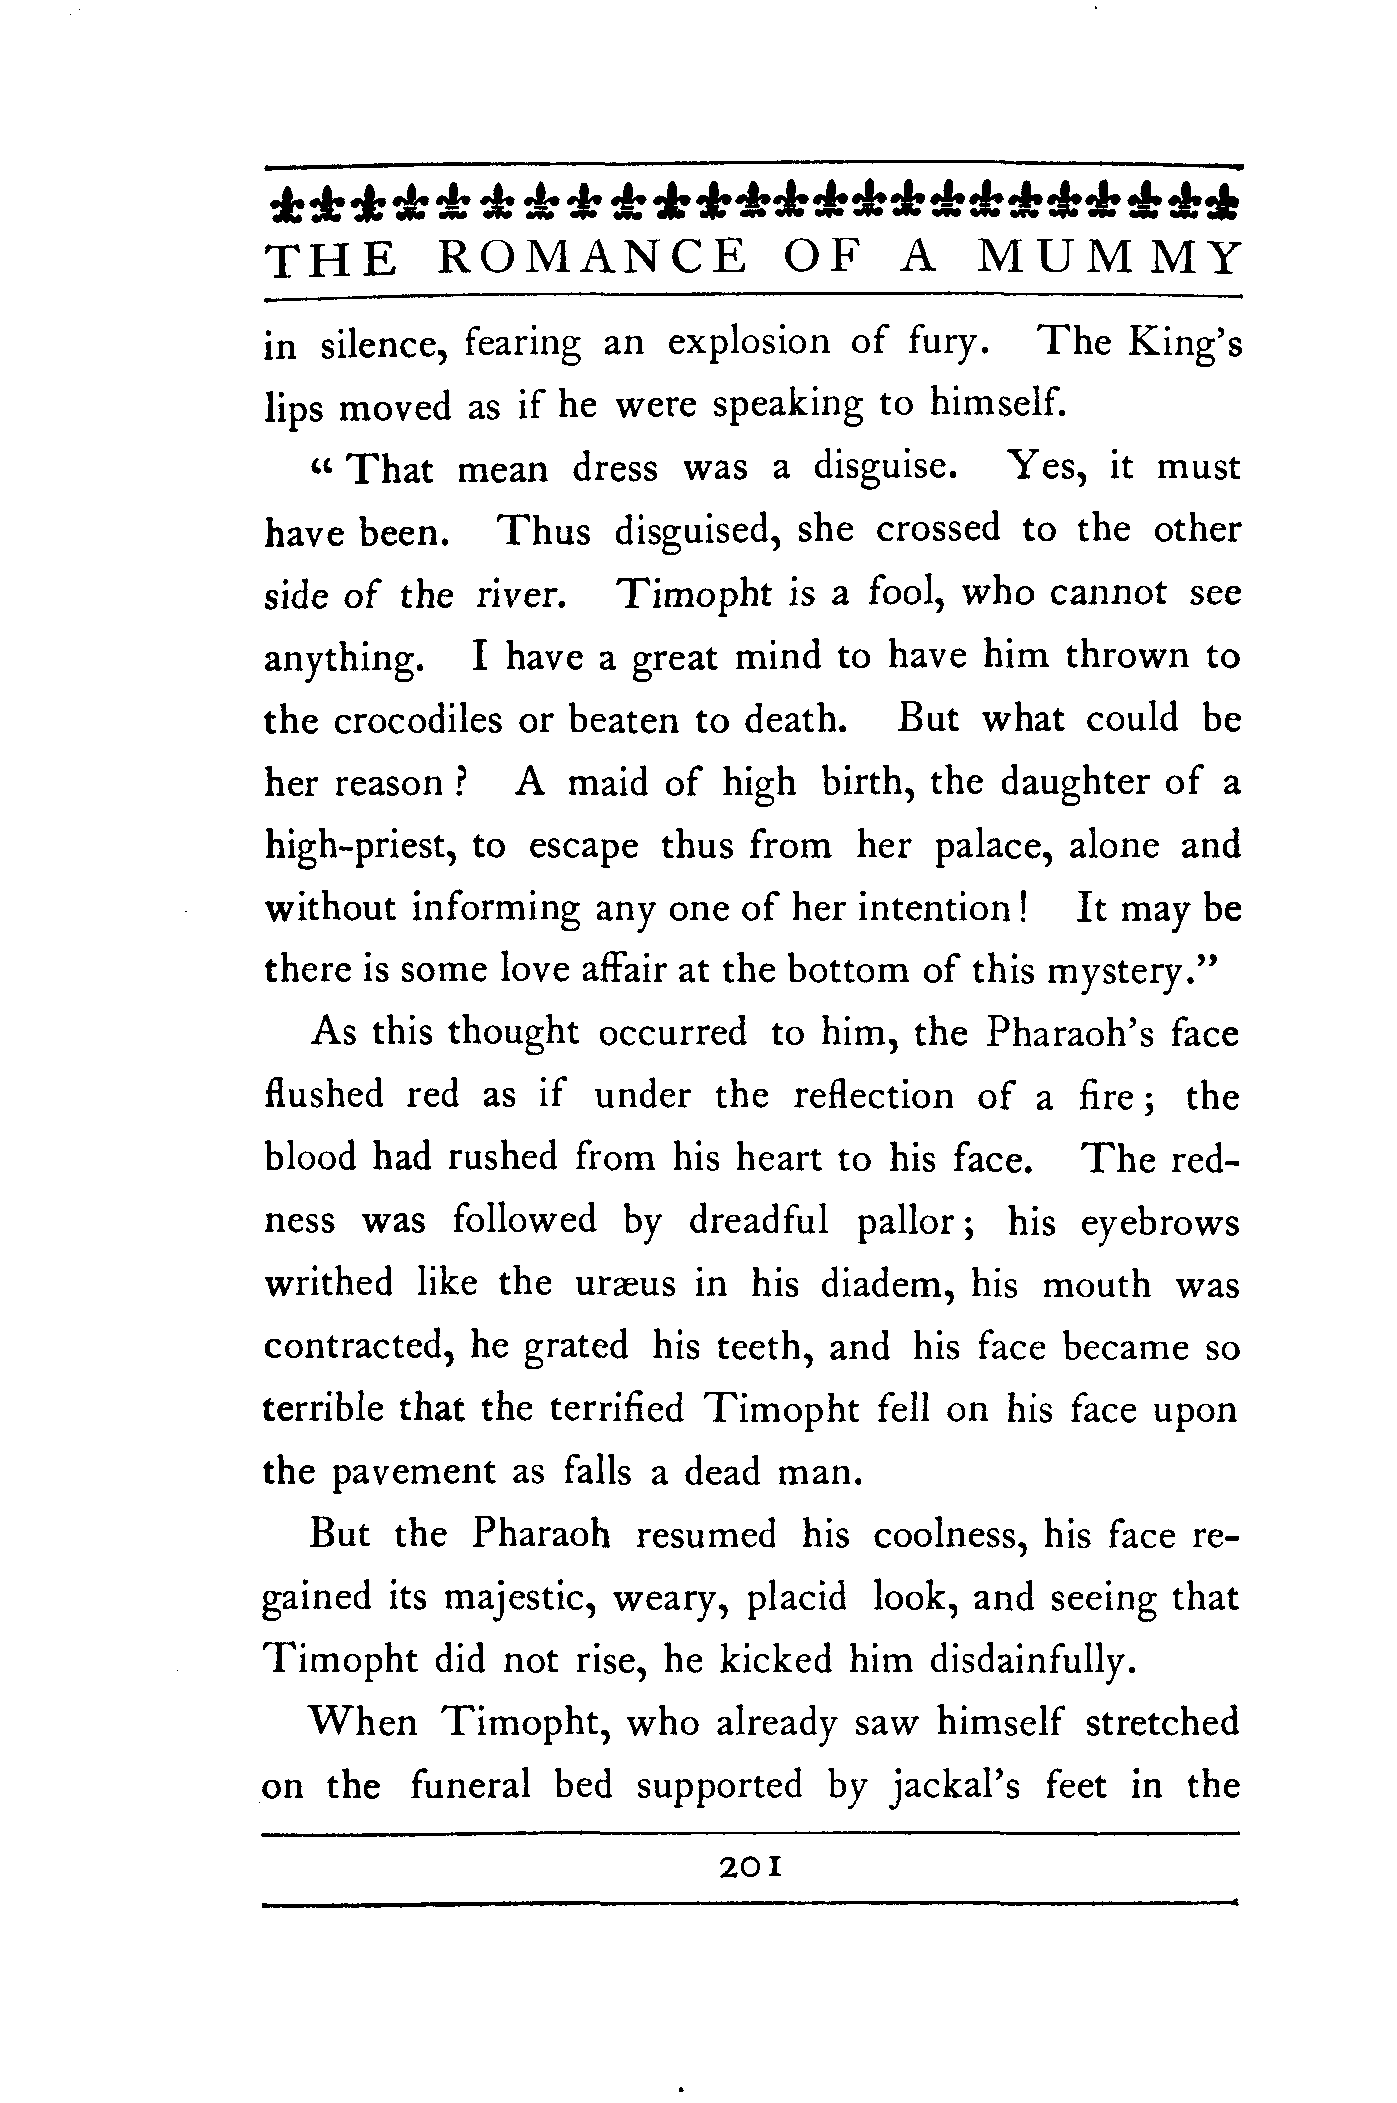 THE ROMANCE OF A MUMMY
in silence, fearing an explosion of fury. The King's
lips moved as if he were speaking to himself.
"That mean dress was a disguise. Yes, it must
have been. Thus disguised, she crossed to the other
side of the river. Timopht is a fool, who cannot see
anything. I have a great mind to have him thrown to
the crocodiles or beaten to death. But what could be
her reason? A maid of high birth, the daughter of a
high-priest, to escape thus from her palace, alone and
without informing any one of her intention! It may be
there is some love affair at the bottom of this mystery."
As this thought occurred to him, the Pharaoh's face
flushed red as if under the reflection of a fire; the
blood had rushed from his heart to his face. The red-
ness was followed by dreadful pallor; his eyebrows
writhed like the uræus in his diadem, his mouth was
contracted, he grated his teeth, and his face became so
terrible that the terrified Timopht fell on his face upon
the pavement as falls a dead man.
But the Pharaoh resumed his coolness, his face re-
gained its majestic, weary, placid look, and seeing that
Timopht did not rise, he kicked him disdainfully.
When Timopht, who already saw himself stretched
on the funeral bed supported by jackal's feet in the
201